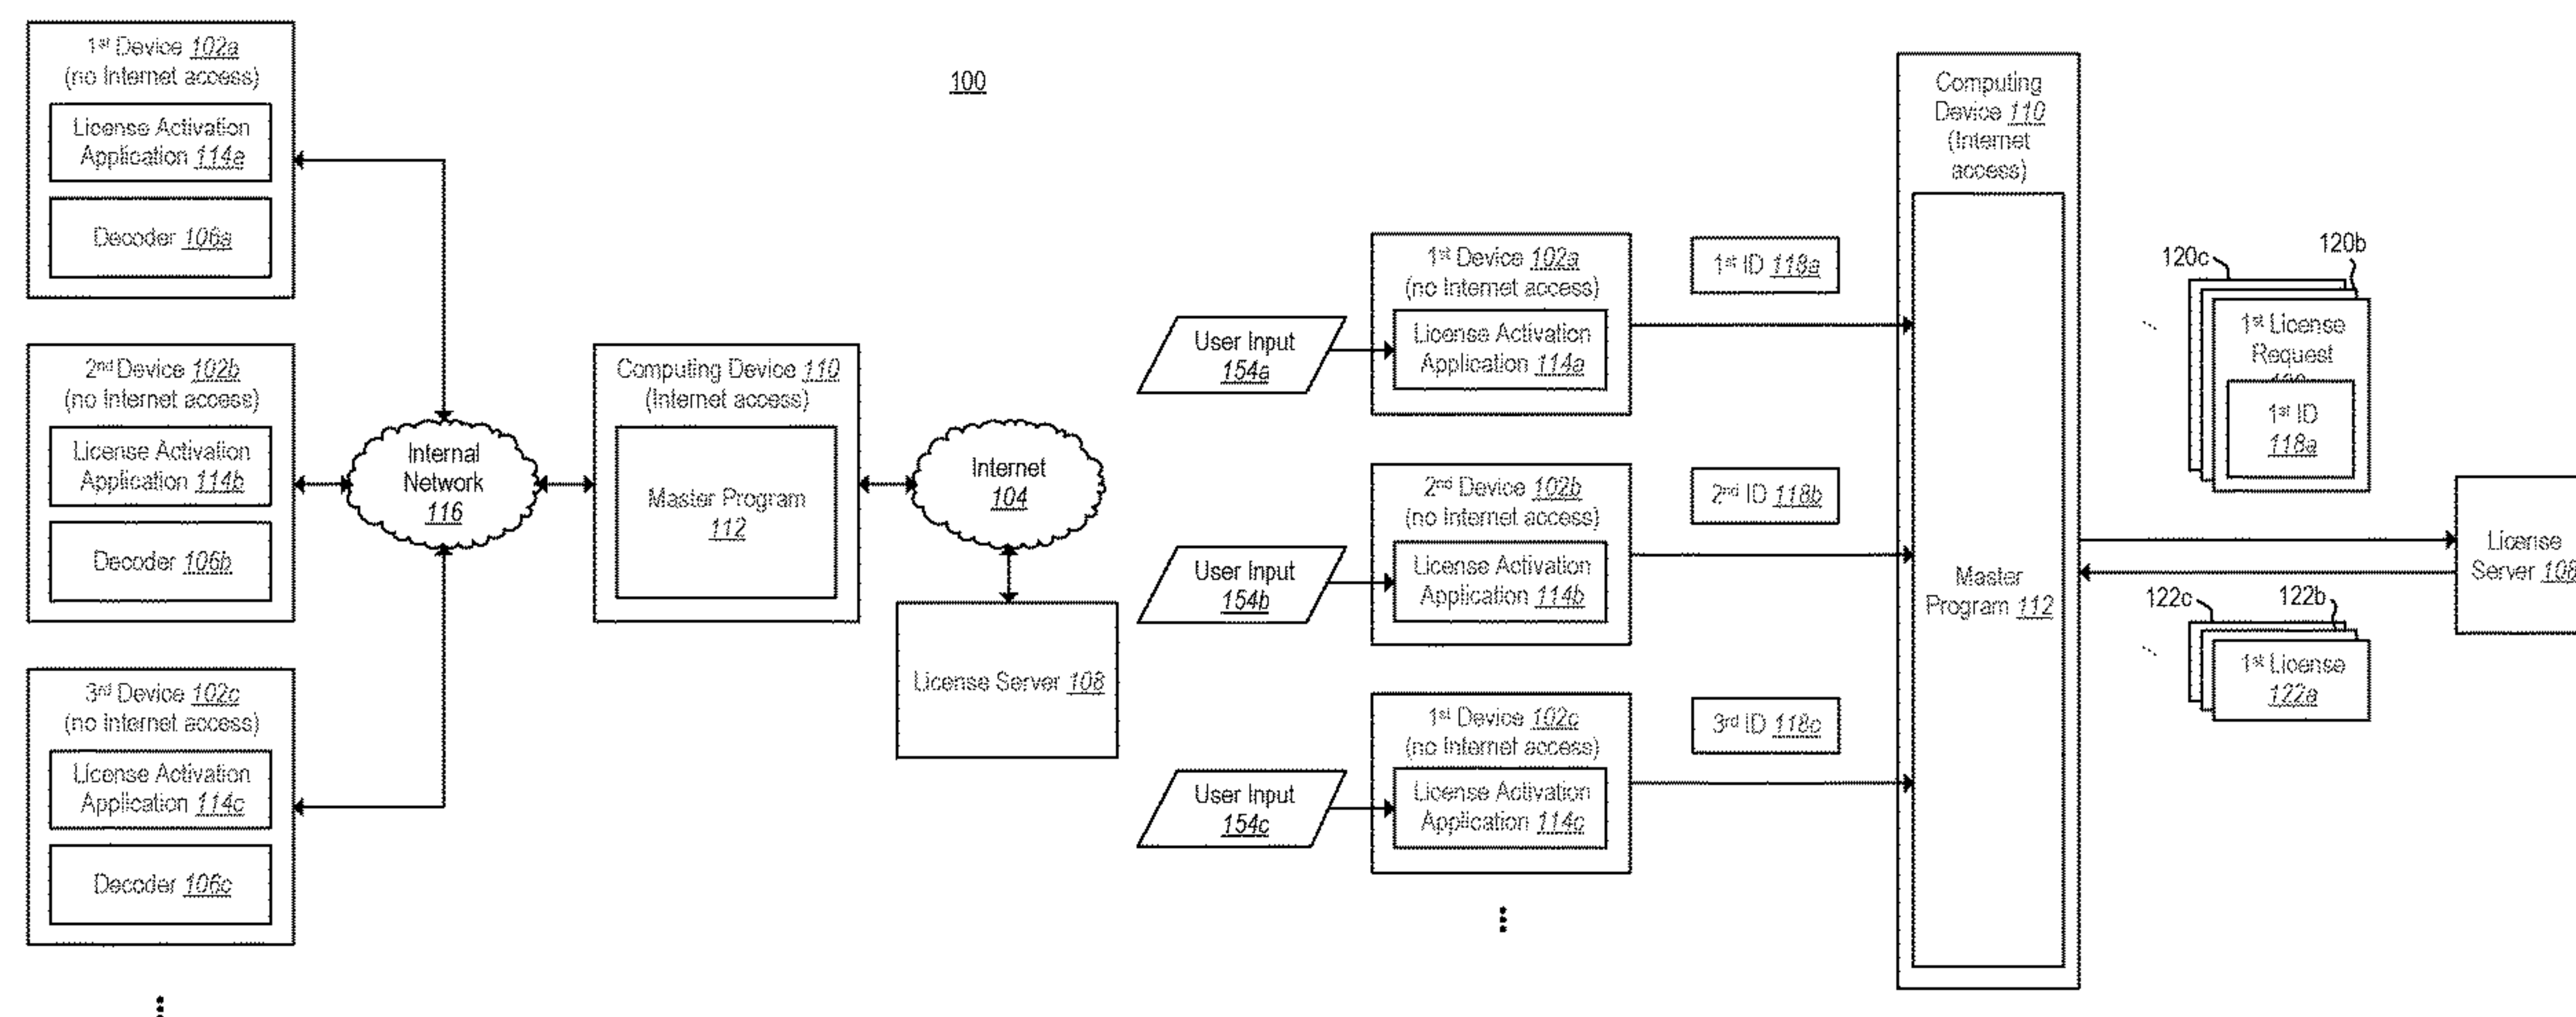 1st Device 102a
(no Internet access)
License Activation
Application 114a
Decoder 106a
2nd Device 102b
(no Internet access)
License Activation
Application 114b
Decoder 106b
3rd Device 102c
(no Internet access)
License Activation
Application 114c
Decoder 106c
Internal
Network
116
Computing Device 110
(Internet access)
Master Program
112
100
Internet
104
License Server 108
User Input
154a
1st Device 102a
(no Internet access)
License Activation
Application 114a
1st ID 118a
User Input
154b
2nd Device 102b
(no Internet access)
License Activation
Application 114b
2nd ID 118b
User Input
154c
1st Device 102c
(no Internet access)
License Activation
Application 114c
3rd ID 118c
Computing
Device 110
(Internet
access)
Master
Program 112
120c
120b
1st License
Request
1st ID
118a
License
Server 108
122c
122b
1st License
122a